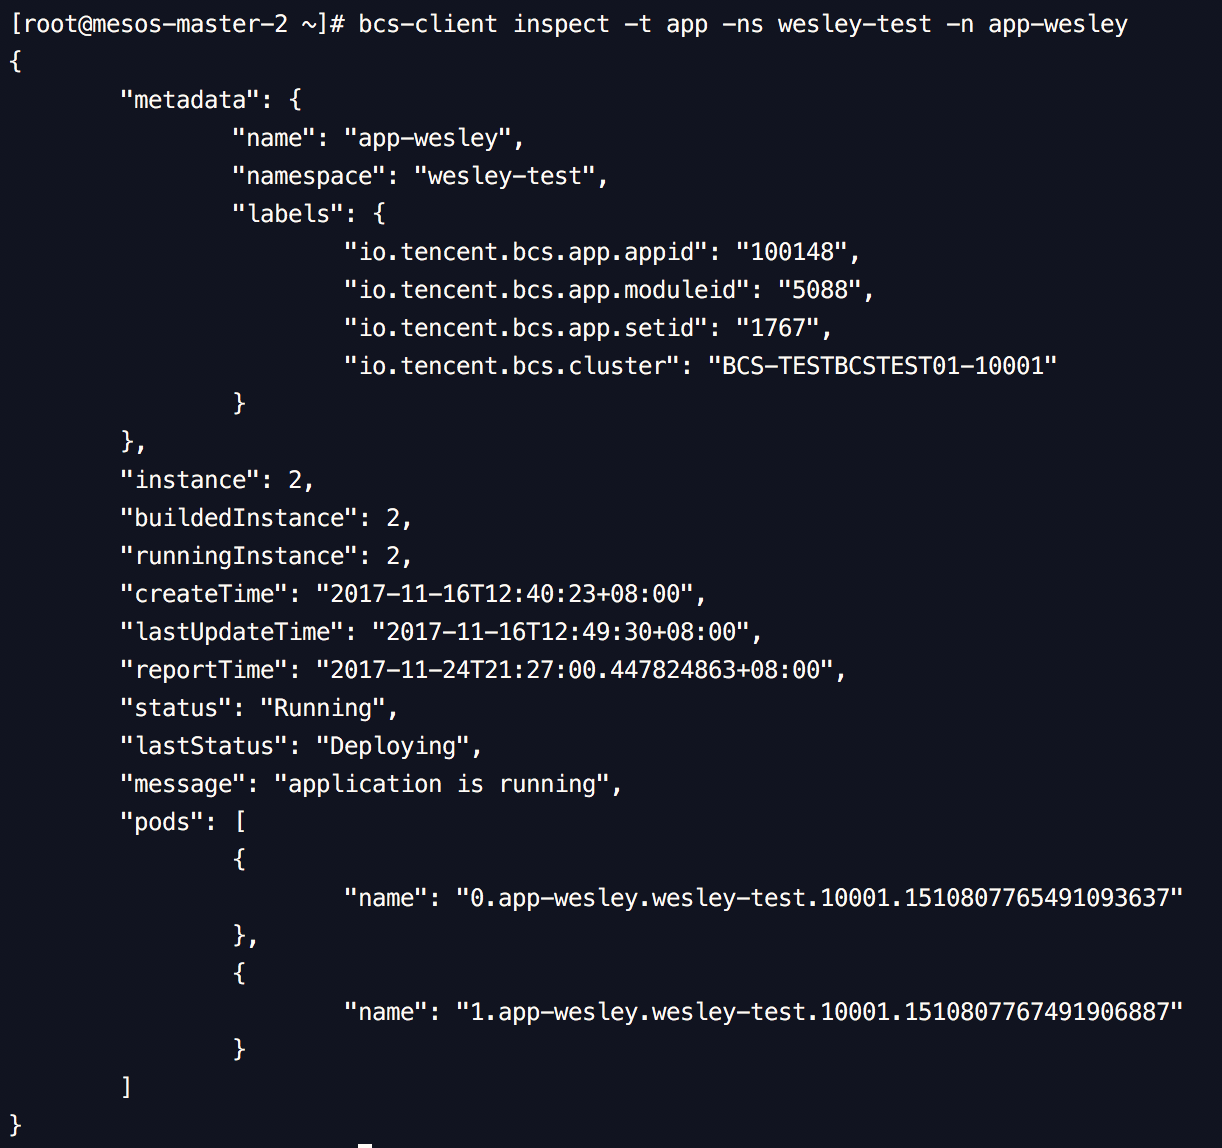 [root@mesos-master-2 ~]# bcs-client inspect -t app -ns wesley-test -n app-wesley
{
        "metadata": {
                "name": "app-wesley",
                "namespace": "wesley-test",
                "labels": {
                        "io.tencent.bcs.app.appid": "100148",
                        "io.tencent.bcs.app.moduleid": "5088",
                        "io.tencent.bcs.app.setid": "1767",
                        "io.tencent.bcs.cluster": "BCS-TESTBCSTEST01-10001"
                }
        },
        "instance": 2,
        "buildedInstance": 2,
        "runningInstance": 2,
        "createTime": "2017-11-16T12:40:23+08:00",
        "lastUpdateTime": "2017-11-16T12:49:30+08:00",
        "reportTime": "2017-11-24T21:27:00.447824863+08:00",
        "status": "Running",
        "lastStatus": "Deploying",
        "message": "application is running",
        "pods": [
                {
                        "name": "0.app-wesley.wesley-test.10001.1510807765491093637"
                },
                {
                        "name": "1.app-wesley.wesley-test.10001.1510807767491906887"
                }
        ]
}